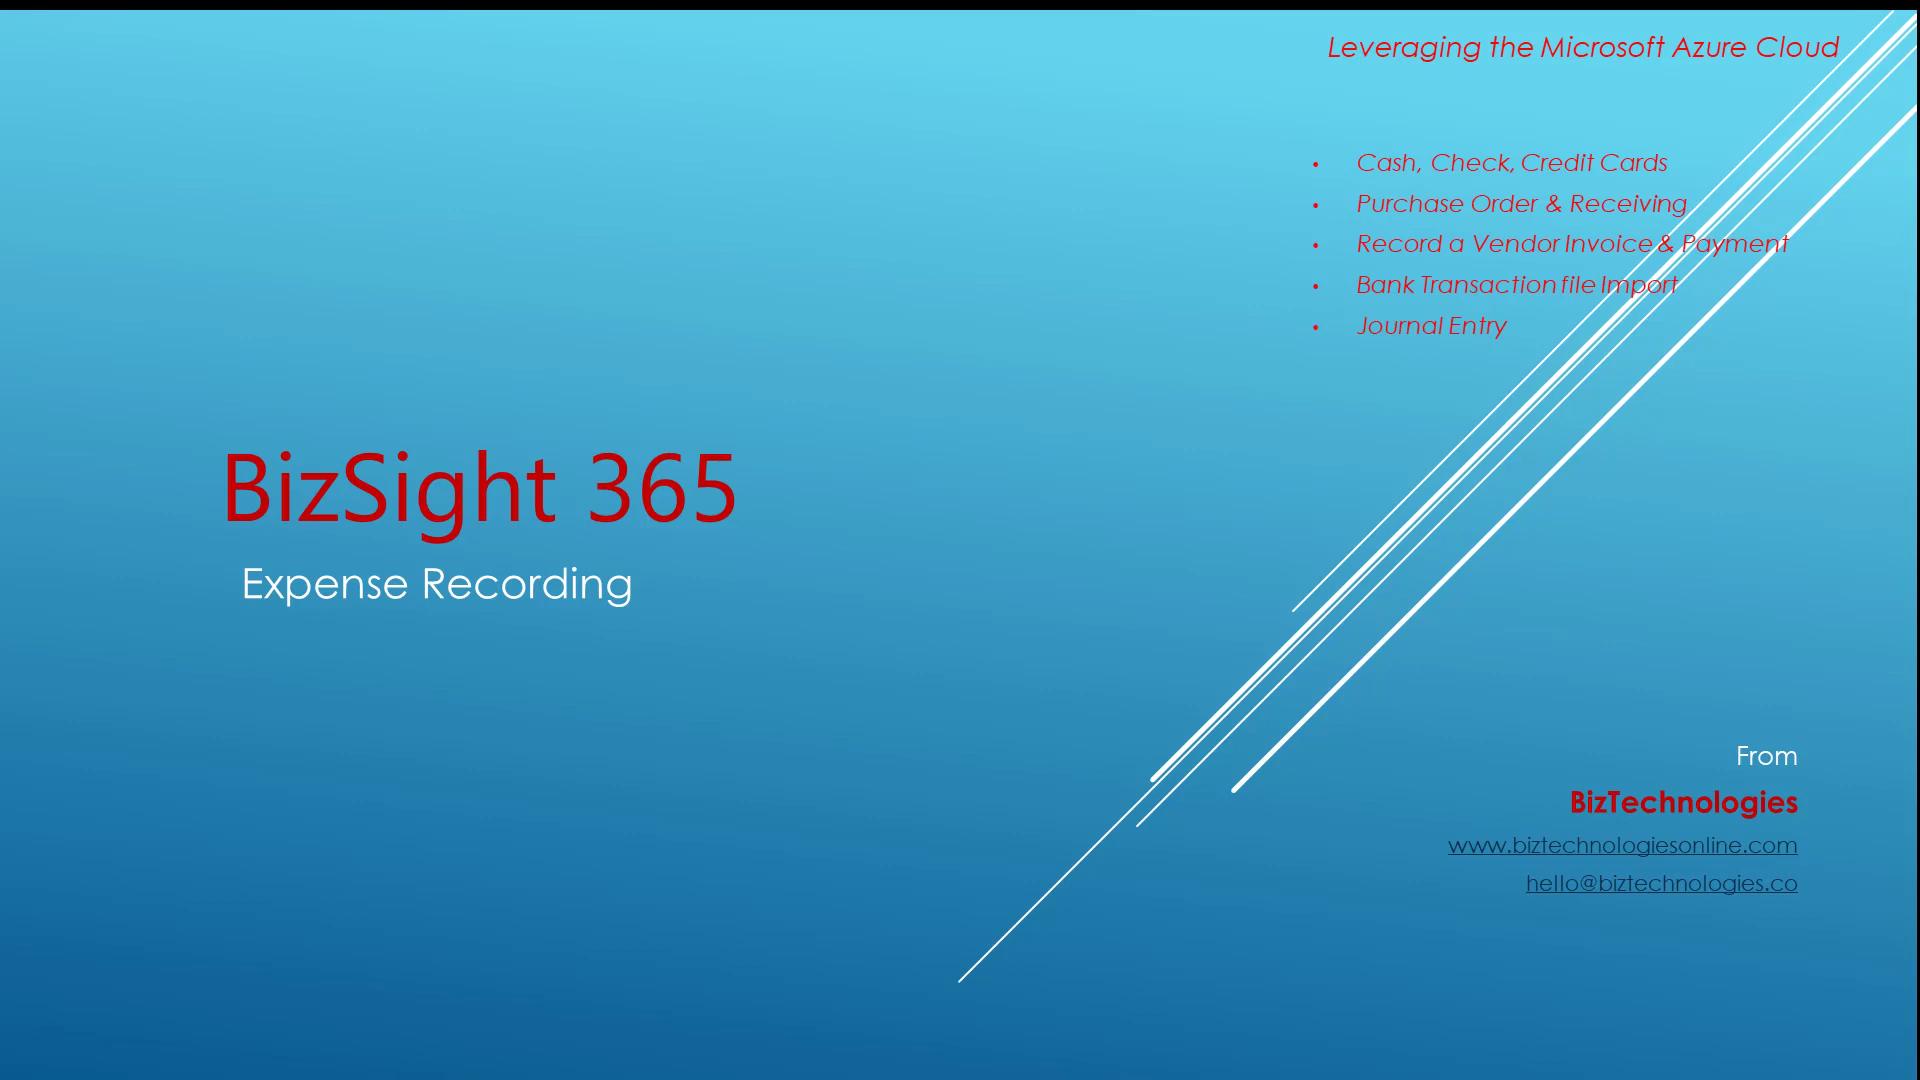 Leveraging the Microsoft Azure Cloud
• Cash, Check, Credit Cards
• Purchase Order & Receiving
• Record a Vendor Invoice & Payment
• Bank Transaction file Import
• Journal Entry
BizSight 365
Expense Recording
From
BizTechnologies
www.biztechnologiesonline.com
hello@biztechnologies.co